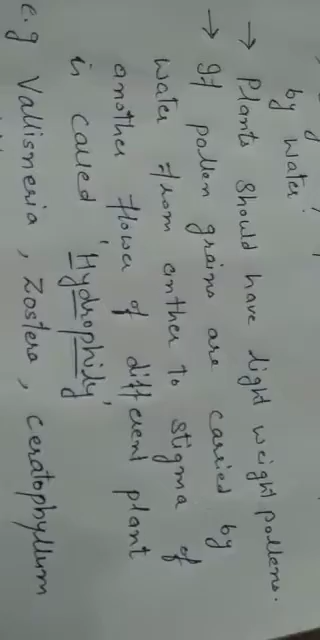 by water.
→ Plants should have light weight pollens.
→ If pollen grains are carried by
water from anther to stigma of
another flower of different plant
is called 'Hydrophily'
e.g Vallisneria, Zostera, Ceratophyllum